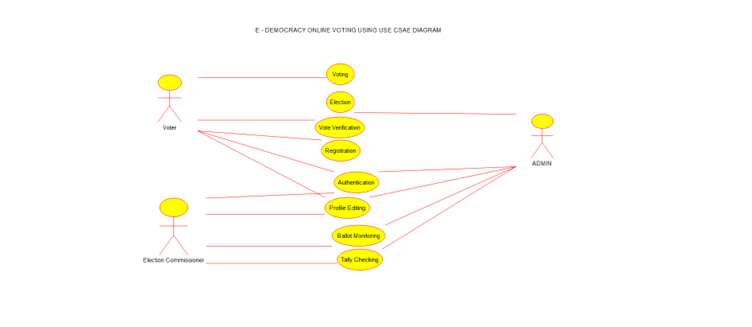 E - DEMOCRACY ONLINE VOTING USING USE CSAE DIAGRAM
Voting
Election
Voter
Vote Verification
Registration
ADMIN
Authentication
Profile Editing
Ballot Monitoring
Election Commissioner
Tally Checking